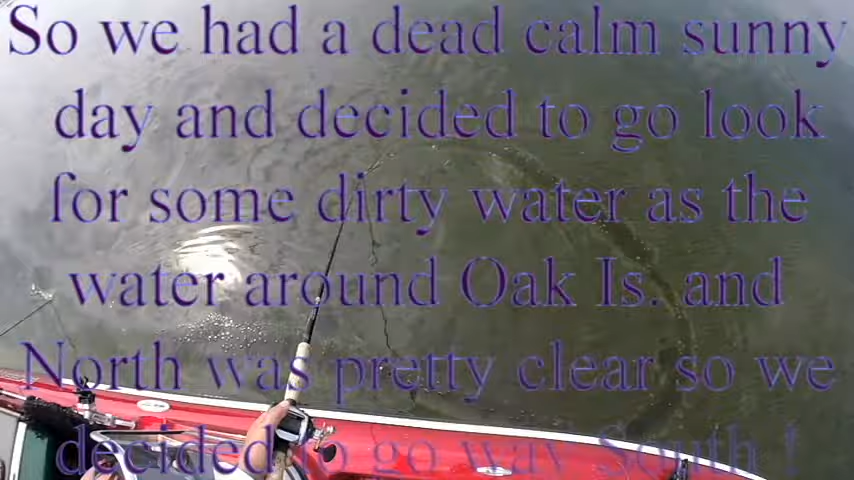 So we had a dead calm sunny
day and decided to go look
for some dirty water as the
water around Oak Is. and
North was pretty clear so we
decided to go way South !